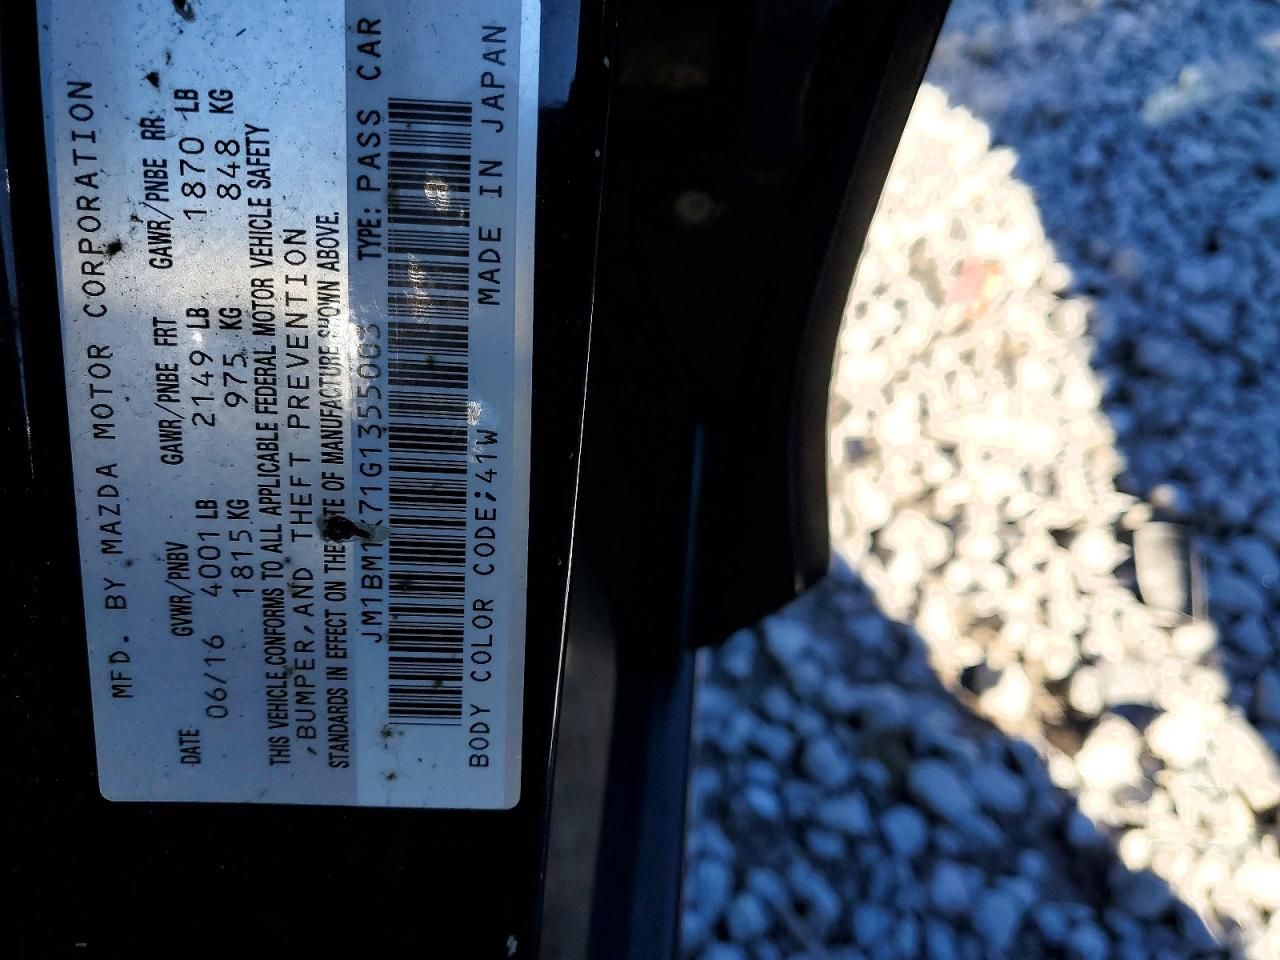 MFD. BY MAZDA MOTOR CORPORATION
DATE GVWR/PNBV GAWR/PNBE FRT GAWR/PNBE RR
06/16 4001 LB 2149 LB 1870 LB
1815 KG 975 KG 848 KG
THIS VEHICLE CONFORMS TO ALL APPLICABLE FEDERAL MOTOR VEHICLE SAFETY
,BUMPER,AND THEFT PREVENTION
STANDARDS IN EFFECT ON THE OF MANUFACTURE SHOWN ABOVE.
TYPE: PASS CAR
BODY COLOR CODE;41W MADE IN JAPAN